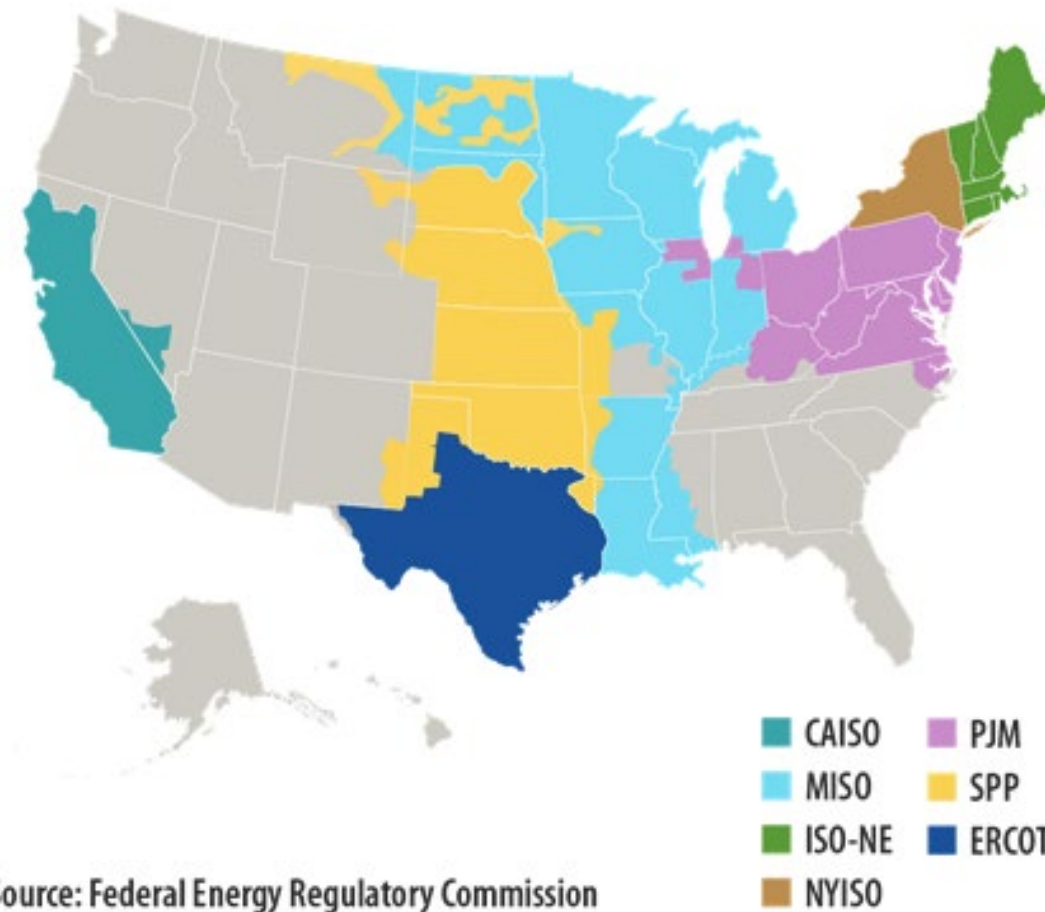 CAISO
MISO
ISO-NE
NYISO
PJM
SPP
ERCOT
ource: Federal Energy Regulatory Commission